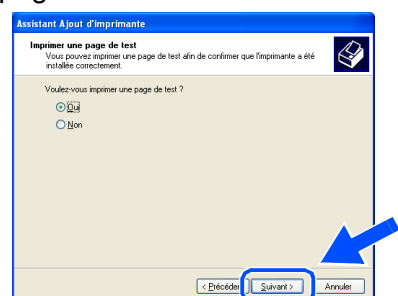 Assistant Ajout d'imprimante
Imprimer une page de test
Vous pouvez imprimer une page de test afin de confirmer que l'imprimante a été
installée correctement.
Voulez-vous imprimer une page de test ?
Oui
Non
< Précéden Suivant > Annuler